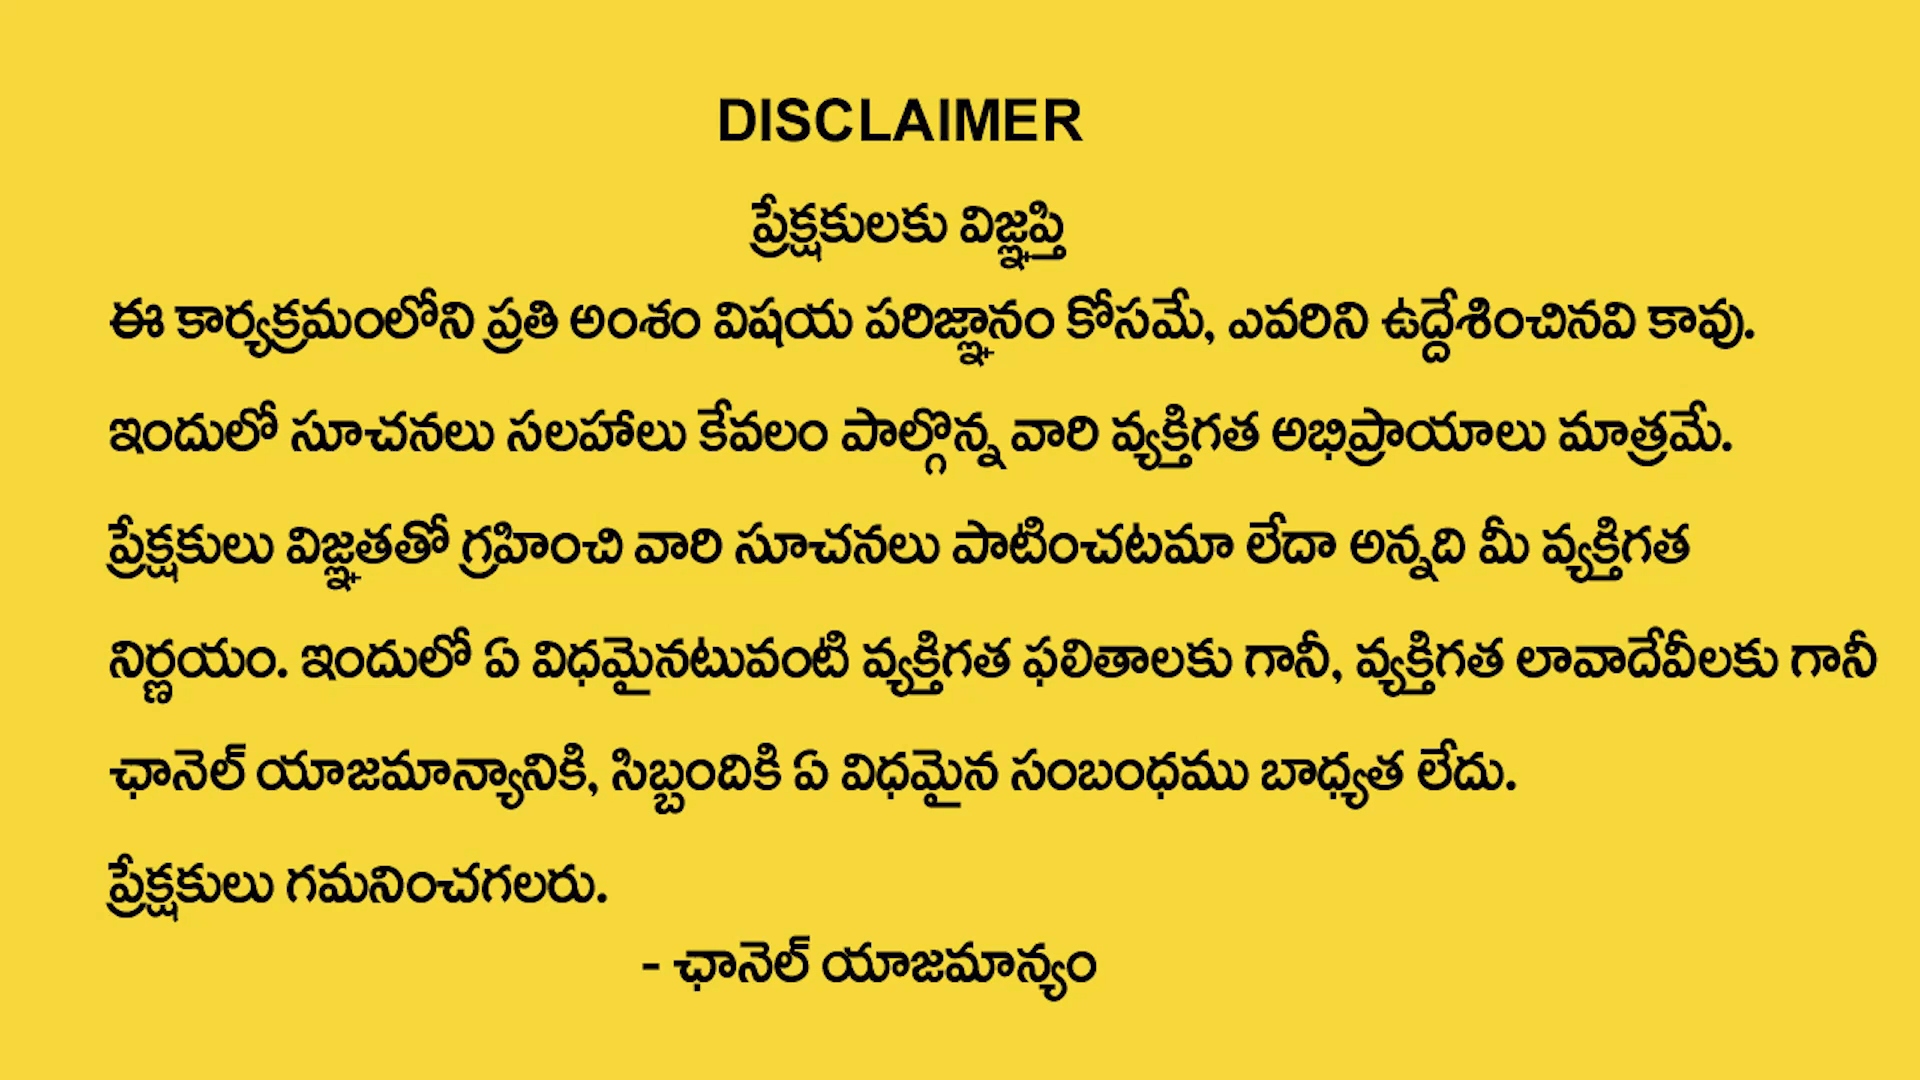 DISCLAIMER
ప్రేక్షకులకు విజ్ఞప్తి
ఈ కార్యక్రమంలోని ప్రతి అంశం విషయ పరిజ్ఞానం కోసమే, ఎవరిని ఉద్దేశించినవి కావు.
ఇందులో సూచనలు సలహాలు కేవలం పాల్గొన్న వారి వ్యక్తిగత అభిప్రాయాలు మాత్రమే.
ప్రేక్షకులు విజ్ఞతతో గ్రహించి వారి సూచనలు పాటించటమా లేదా అన్నది మీ వ్యక్తిగత
నిర్ణయం. ఇందులో ఏ విధమైనటువంటి వ్యక్తిగత ఫలితాలకు గానీ, వ్యక్తిగత లావాదేవీలకు గానీ
ఛానెల్ యాజమాన్యానికి, సిబ్బందికి ఏ విధమైన సంబంధము బాధ్యత లేదు.
ప్రేక్షకులు గమనించగలరు.
- ఛానెల్ యాజమాన్యం